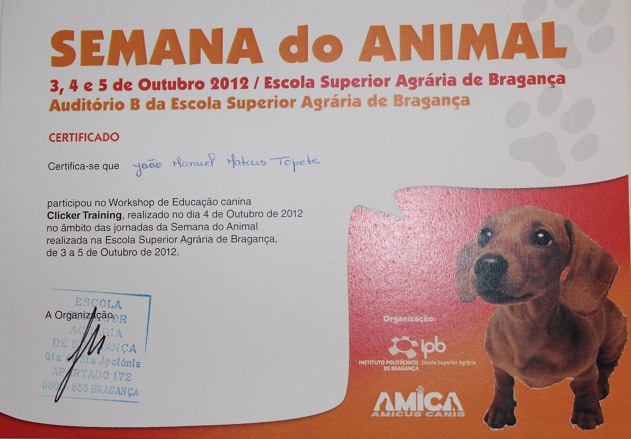 SEMANA do ANIMAL
3, 4 e 5 de Outubro 2012 / Escola Superior Agrária de Bragança
Auditório B da Escola Superior Agrária de Bragança
CERTIFICADO
Certifica-se que João Manuel Mateus Topete
participou no Workshop de Educação canina
Clicker Training, realizado no dia 4 de Outubro de 2012
no âmbito das jornadas da Semana do Animal
realizada na Escola Superior Agrária de Bragança,
de 3 a 5 de Outubro de 2012.
A Organização
ESCOLA
AGRÁRIA
DE BRAGANÇA
Qta Apolónia
APARTADO 172
BRAGANÇA
Organização:
ipb
INSTITUTO POLITÉCNICO
DE BRAGANÇA
Escola Superior Agrária
AMICA
AMICUS CANIS